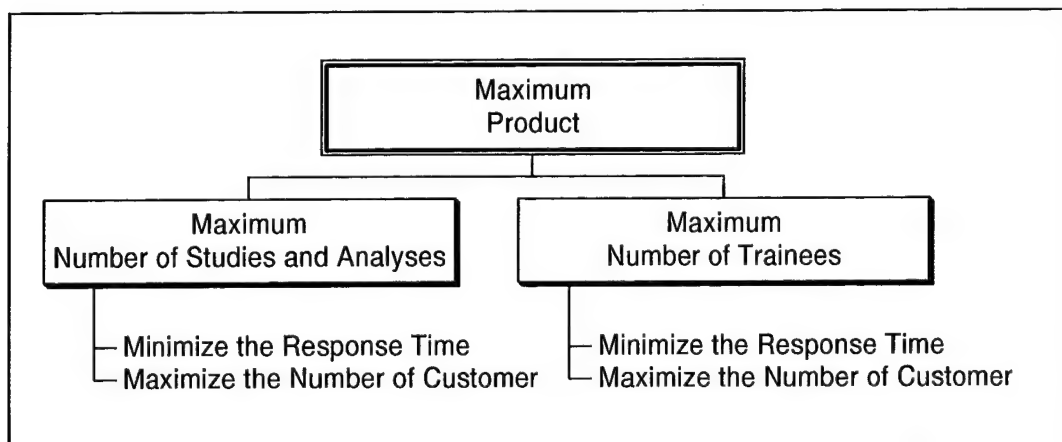 Maximum
Product
Maximum
Number of Studies and Analyses
Minimize the Response Time
Maximize the Number of Customer
Maximum
Number of Trainees
Minimize the Response Time
Maximize the Number of Customer